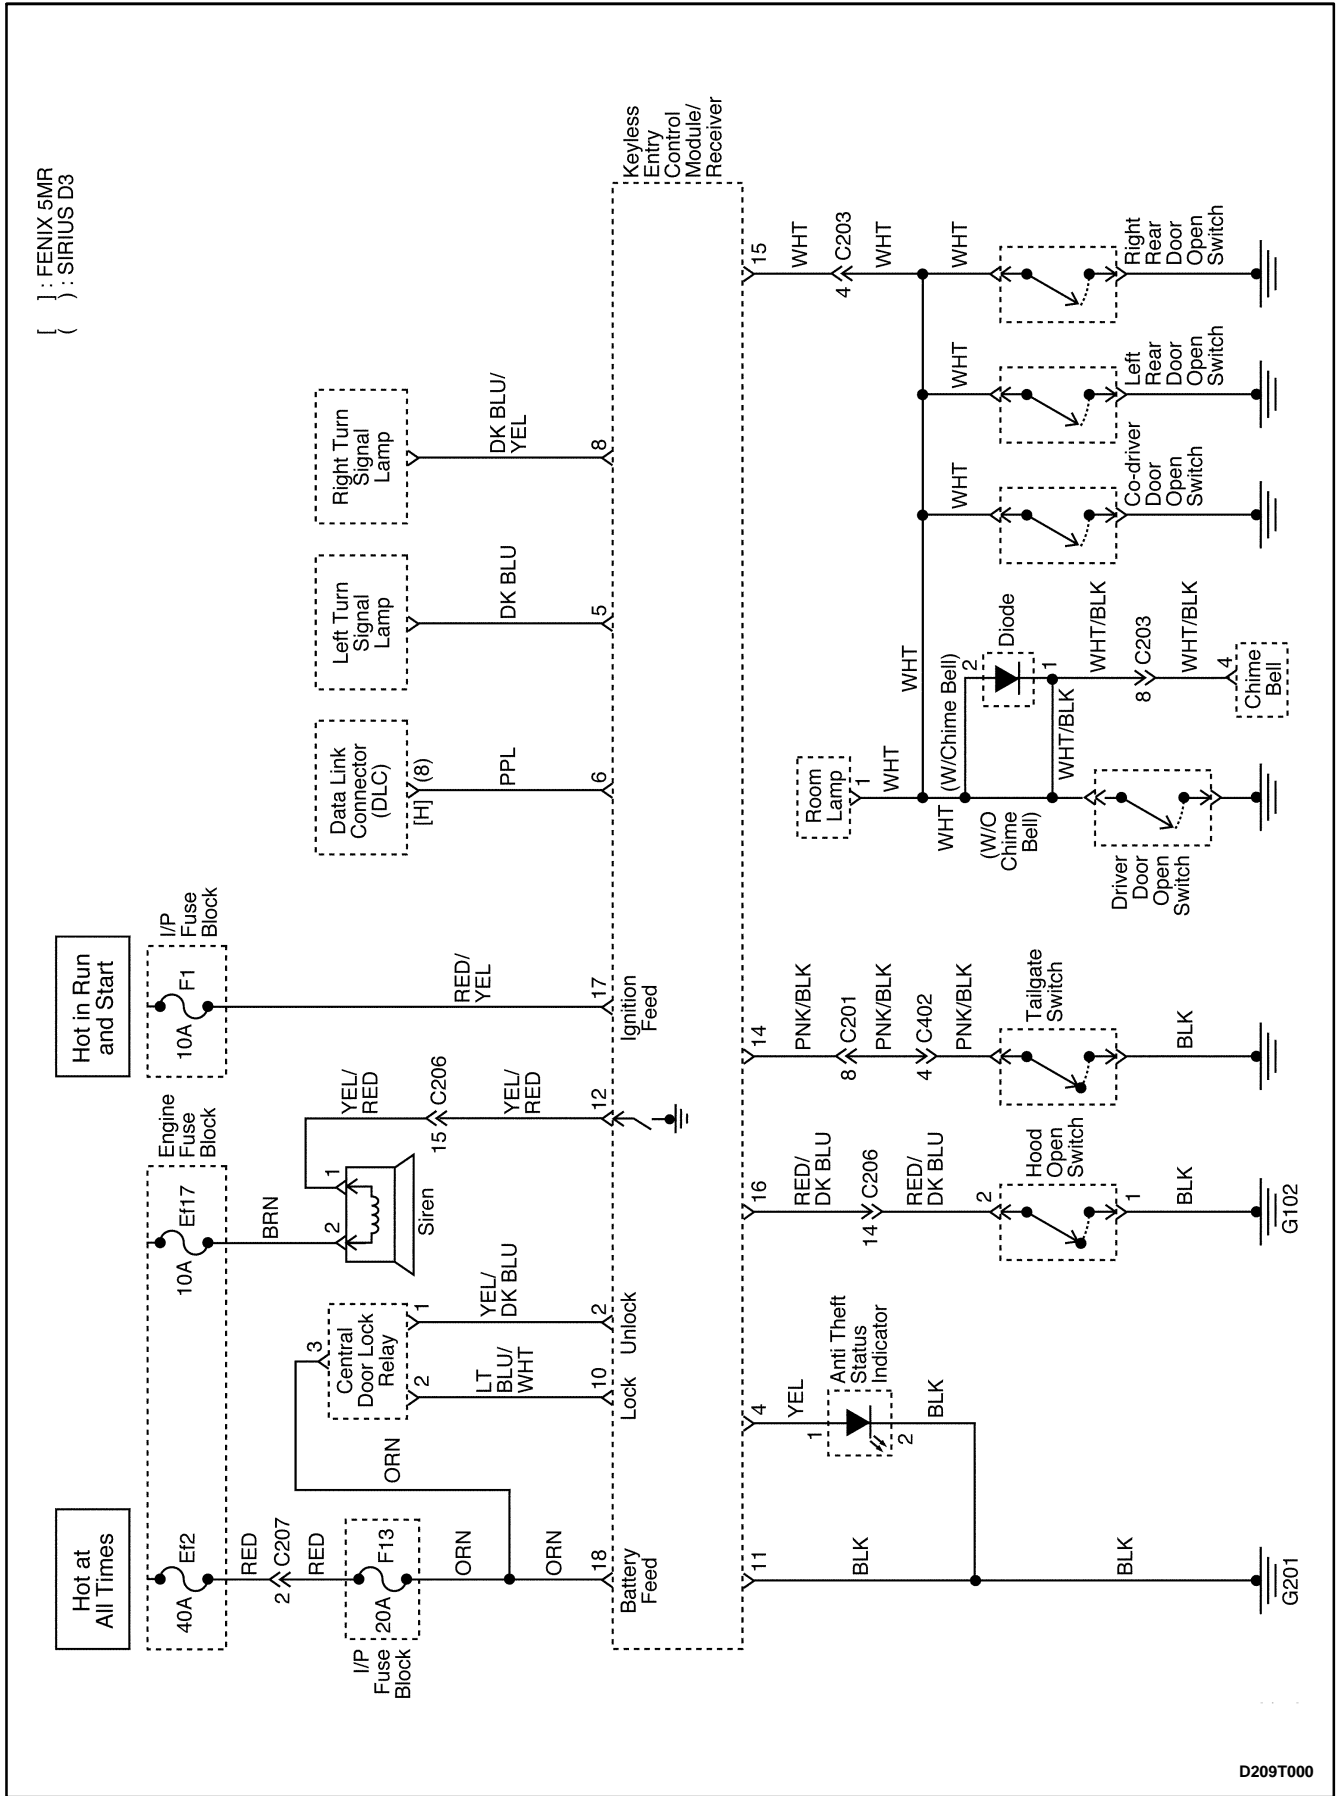 Hot at
All Times
Hot in Run
and Start
[ ] : FENIX 5MR
( ) : SIRIUS D3
40A
Ef2
10A
Ef17
Engine
Fuse
Block
10A
F1
I/P
Fuse
Block
RED
2
C207
RED
I/P
Fuse
Block
20A
F13
ORN
ORN
ORN
3
Central
Door Lock
Relay
2
1
LT
BLU/
WHT
YEL/
DK BLU
BRN
2
1
Siren
YEL/
RED
15
C206
YEL/
RED
RED/
YEL
Data Link
Connector
(DLC)
[H]
(8)
PPL
Left Turn
Signal
Lamp
DK BLU
Right Turn
Signal
Lamp
DK BLU/
YEL
18
10
2
12
17
6
5
8
Battery
Feed
Lock
Unlock
Ignition
Feed
Keyless
Entry
Control
Module/
Receiver
11
4
16
14
15
BLK
YEL
1
2
Anti Theft
Status
Indicator
BLK
BLK
G201
RED/
DK BLU
14
C206
RED/
DK BLU
2
Hood
Open
Switch
1
BLK
G102
PNK/BLK
8
C201
PNK/BLK
4
C402
PNK/BLK
Tailgate
Switch
BLK
Room
Lamp
1
WHT
WHT
WHT
(W/Chime Bell)
(W/O
Chime
Bell)
2
Diode
1
WHT/BLK
WHT/BLK
8
C203
WHT/BLK
4
Chime
Bell
Driver
Door
Open
Switch
WHT
4
C203
WHT
WHT
WHT
WHT
Co-driver
Door
Open
Switch
Left
Rear
Door
Open
Switch
Right
Rear
Door
Open
Switch
D209T000